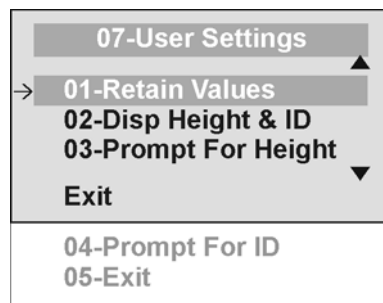 07-User Settings
01-Retain Values
02-Disp Height & ID
03-Prompt For Height
Exit
04-Prompt For ID
05-Exit